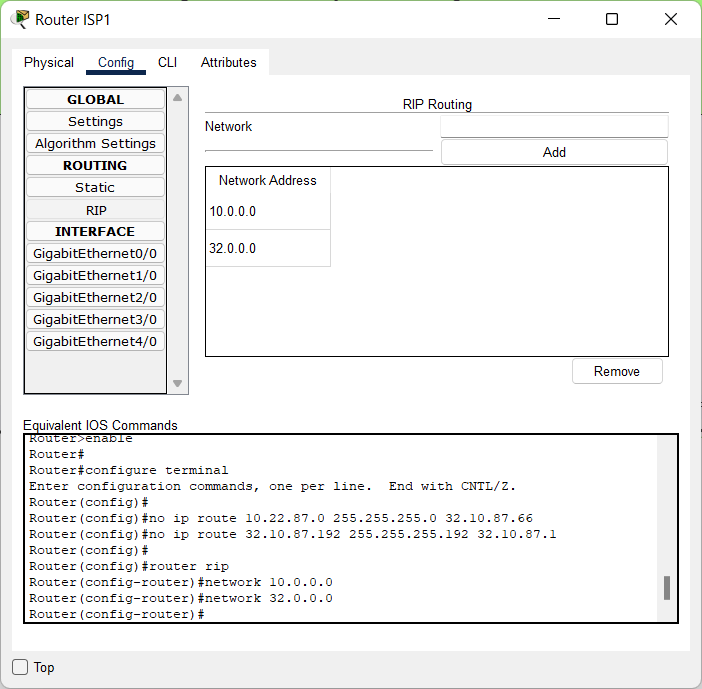 Router ISP1
Physical Config CLI Attributes
GLOBAL
Settings
Algorithm Settings
ROUTING
Static
RIP
INTERFACE
GigabitEthernet0/0
GigabitEthernet1/0
GigabitEthernet2/0
GigabitEthernet3/0
GigabitEthernet4/0
RIP Routing
Network
Add
Network Address
10.0.0.0
32.0.0.0
Remove
Equivalent IOS Commands
Router>enable
Router#
Router#configure terminal
Enter configuration commands, one per line.  End with CNTL/Z.
Router(config)#
Router(config)#no ip route 10.22.87.0 255.255.255.0 32.10.87.66
Router(config)#no ip route 32.10.87.192 255.255.255.192 32.10.87.1
Router(config)#
Router(config)#router rip
Router(config-router)#network 10.0.0.0
Router(config-router)#network 32.0.0.0
Router(config-router)#
Top